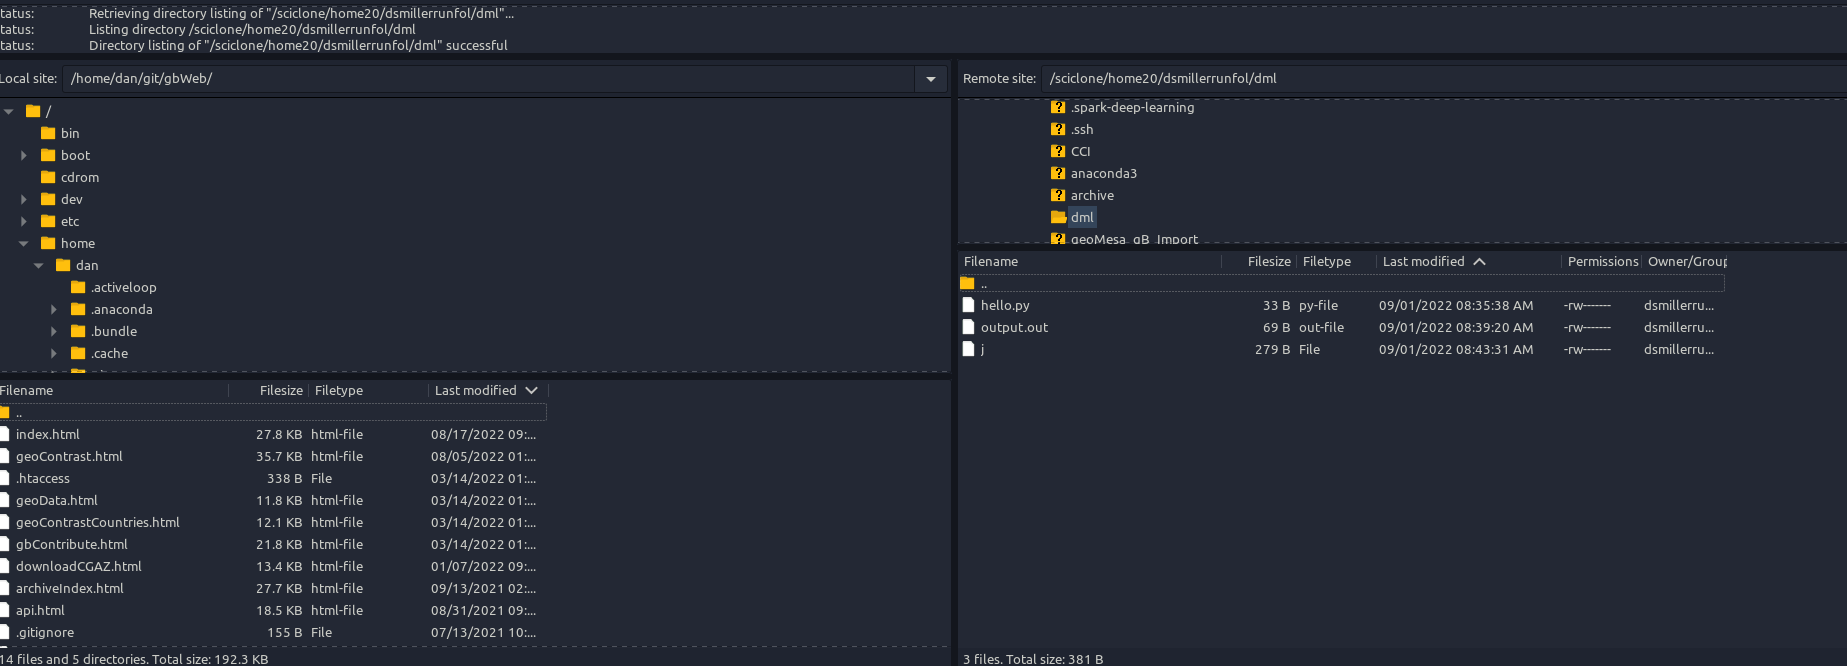 tatus: Retrieving directory listing of "/sciclone/home20/dsmillerrunfol/dml"...
tatus: Listing directory /sciclone/home20/dsmillerrunfol/dml
tatus: Directory listing of "/sciclone/home20/dsmillerrunfol/dml" successful
Local site: /home/dan/git/gbWeb/
/
bin
boot
cdrom
dev
etc
home
dan
.activeloop
.anaconda
.bundle
.cache
Filename Filesize Filetype Last modified
..
index.html 27.8 KB html-file 08/17/2022 09:...
geoContrast.html 35.7 KB html-file 08/05/2022 01:...
.htaccess 338 B File 03/14/2022 01:...
geoData.html 11.8 KB html-file 03/14/2022 01:...
geoContrastCountries.html 12.1 KB html-file 03/14/2022 01:...
gbContribute.html 21.8 KB html-file 03/14/2022 01:...
downloadCGAZ.html 13.4 KB html-file 01/07/2022 09:...
archiveIndex.html 27.7 KB html-file 09/13/2021 02:...
api.html 18.5 KB html-file 08/31/2021 09:...
.gitignore 155 B File 07/13/2021 10:...
14 files and 5 directories. Total size: 192.3 KB
Remote site: /sciclone/home20/dsmillerrunfol/dml
.spark-deep-learning
.ssh
CCI
anaconda3
archive
dml
geoMesa_gB_Import
Filename Filesize Filetype Last modified Permissions Owner/Group
..
hello.py 33 B py-file 09/01/2022 08:35:38 AM -rw------- dsmillerru...
output.out 69 B out-file 09/01/2022 08:39:20 AM -rw------- dsmillerru...
j 279 B File 09/01/2022 08:43:31 AM -rw------- dsmillerru...
3 files. Total size: 381 B